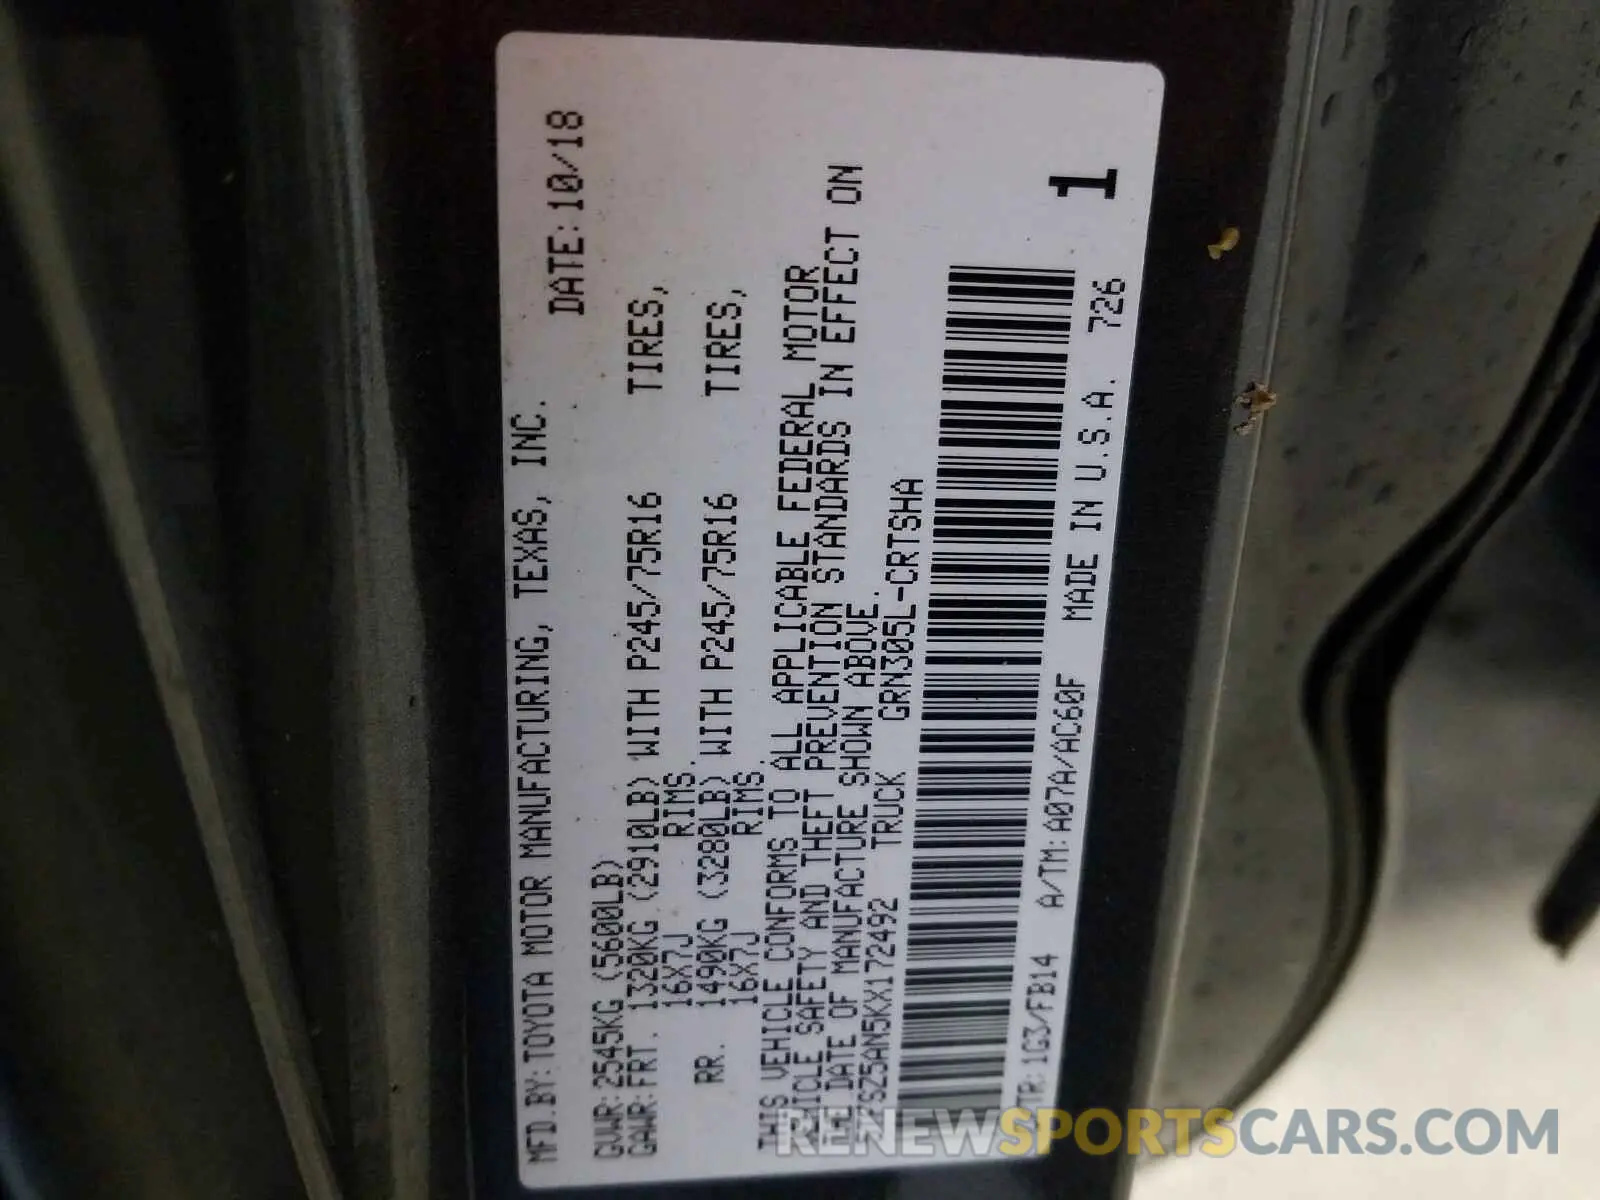 MFD.BY:TOYOTA MOTOR MANUFACTURING, TEXAS, INC.
DATE:10/18
GVWR:2545KG (5600LB)
GAWR:FRT. 1320KG (2910LB) WITH P245/75R16 TIRES,
16X7J RIMS.
RR. 1490KG (3280LB) WITH P245/75R16 TIRES,
16X7J RIMS.
THIS VEHICLE CONFORMS TO ALL APPLICABLE FEDERAL MOTOR
VEHICLE SAFETY AND THEFT PREVENTION STANDARDS IN EFFECT ON
THE DATE OF MANUFACTURE SHOWN ABOVE.
TRUCK GRN305L-CRTSHA
1G3/FB14 A/TM:A07A/AC60F MADE IN U.S.A. 726
1
RENEWSPORTSCARS.COM